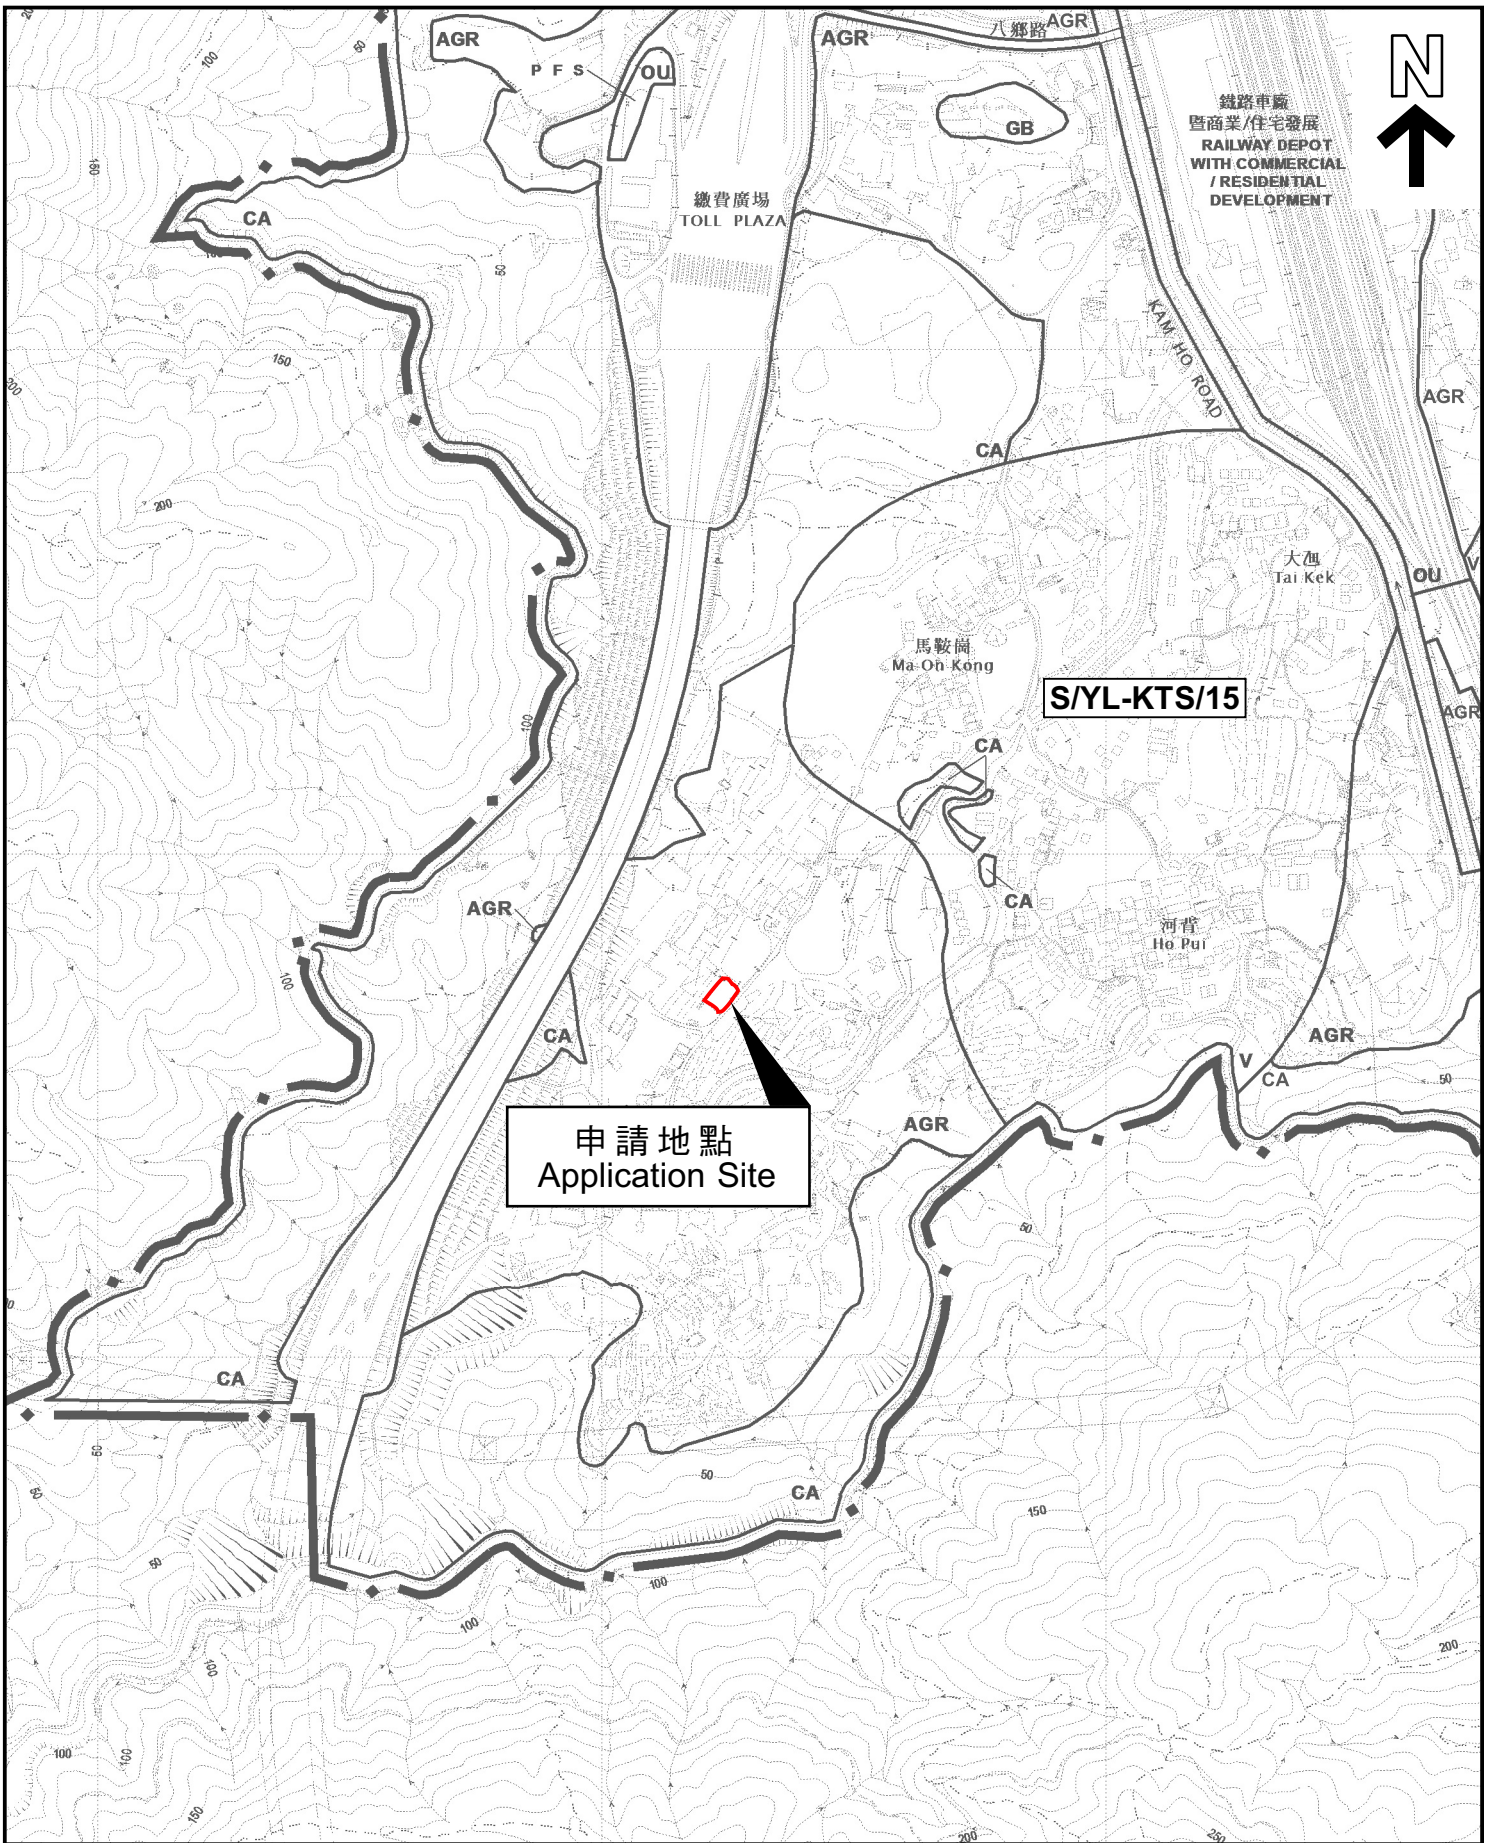 AGR
P F S
OU
AGR
八鄉路
AGR
N
GB
鐵路車廠
暨商業/住宅發展
RAILWAY DEPOT
WITH COMMERCIAL
/ RESIDENTIAL
DEVELOPMENT
繳費廣場
TOLL PLAZA
CA
50
100
150
50
150
200
200
KAM HO ROAD
AGR
CA
Tai Kek
OU
V
馬鞍崗
Ma On Kong
S/YL-KTS/15
AGR
100
CA
CA
AGR
河背
Ho Pui
100
CA
AGR
V
CA
50
AGR
申請地點
Application Site
50
CA
50
50
50
CA
150
50
100
100
100
200
100
100
150
200
250